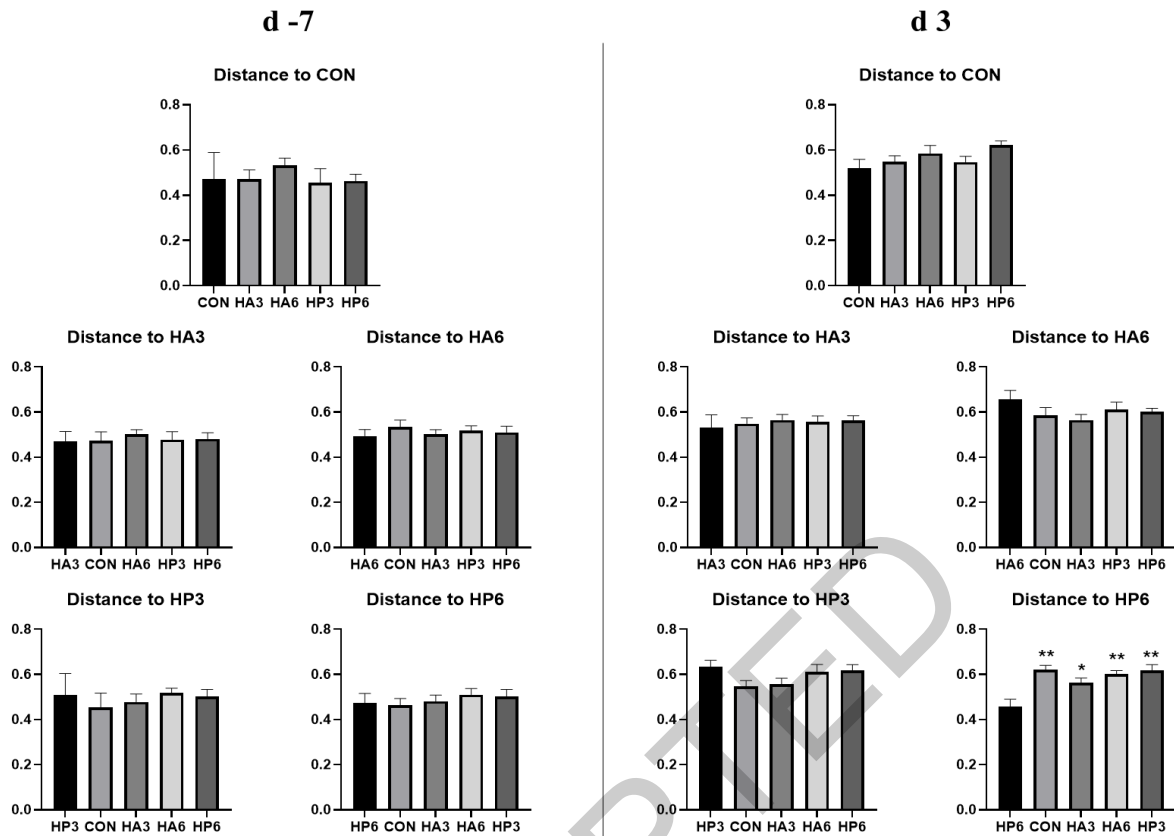 d -7
d 3
Distance to CON
0.8
0.6
0.4
0.2
0.0
CON HA3 HA6 HP3 HP6
Distance to HA3
0.8
0.6
0.4
0.2
0.0
HA3 CON HA6 HP3 HP6
Distance to HA6
0.8
0.6
0.4
0.2
0.0
HA6 CON HA3 HP3 HP6
Distance to HP3
0.8
0.6
0.4
0.2
0.0
HP3 CON HA3 HA6 HP6
Distance to HP6
0.8
0.6
0.4
0.2
0.0
HP6 CON HA3 HA6 HP3
Distance to CON
0.8
0.6
0.4
0.2
0.0
CON HA3 HA6 HP3 HP6
Distance to HA3
0.8
0.6
0.4
0.2
0.0
HA3 CON HA6 HP3 HP6
Distance to HA6
0.8
0.6
0.4
0.2
0.0
HA6 CON HA3 HP3 HP6
Distance to HP3
0.8
0.6
0.4
0.2
0.0
HP3 CON HA3 HA6 HP6
Distance to HP6
0.8
0.6
0.4
0.2
0.0
** * ** **
HP6 CON HA3 HA6 HP3
PTED